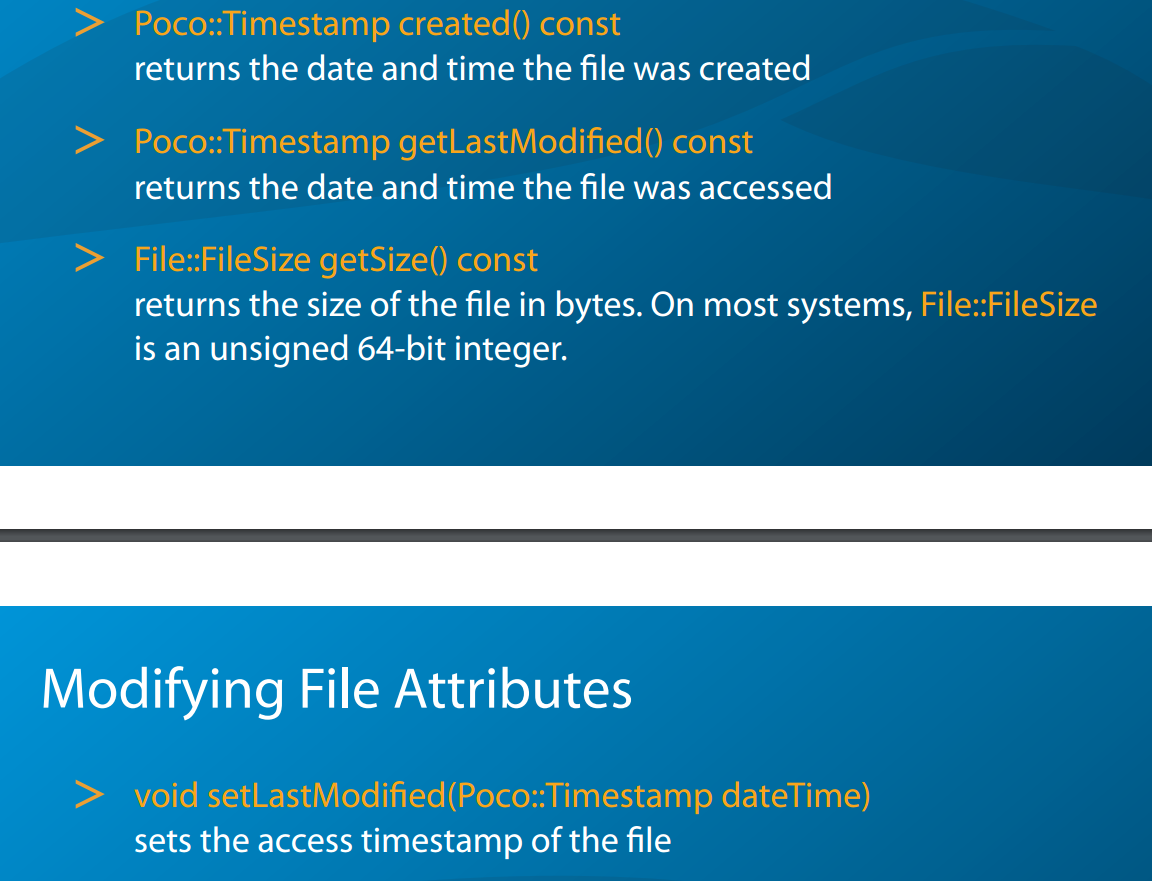 > Poco::Timestamp created() const
returns the date and time the file was created
> Poco::Timestamp getLastModified() const
returns the date and time the file was accessed
> File::FileSize getSize() const
returns the size of the file in bytes. On most systems, File::FileSize
is an unsigned 64-bit integer.
Modifying File Attributes
> void setLastModified(Poco::Timestamp dateTime)
sets the access timestamp of the file